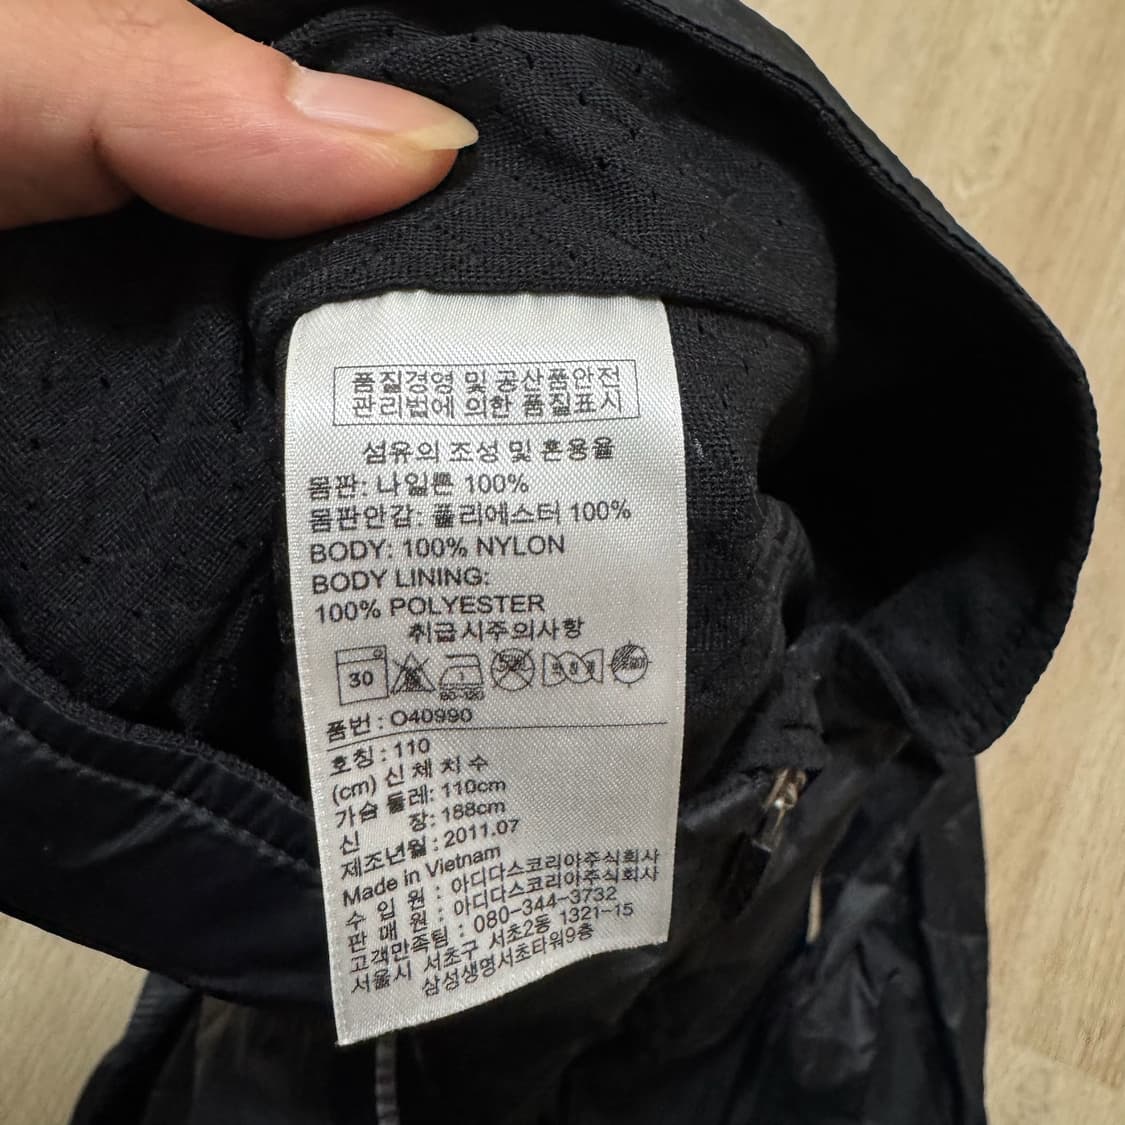 품질경영 및 공산품안전
관리법에 의한 품질표시
섬유의 조성 및 혼용율
몸판: 나일론 100%
몸판안감: 폴리에스터 100%
BODY: 100% NYLON
BODY LINING:
100% POLYESTER
취급시주의사항
30
품번 : O40990
호칭 : 110
(cm) 신 체 치 수
가슴 둘레: 110cm
신 장: 188cm
제조년월 : 2011.07
Made in Vietnam
수 입 원 : 아디다스코리아주식회사
판 매 원 : 아디다스코리아주식회사
고객만족팀 : 080-344-3732
서울시 서초구 서초2동 1321-15
삼성생명서초타워9층